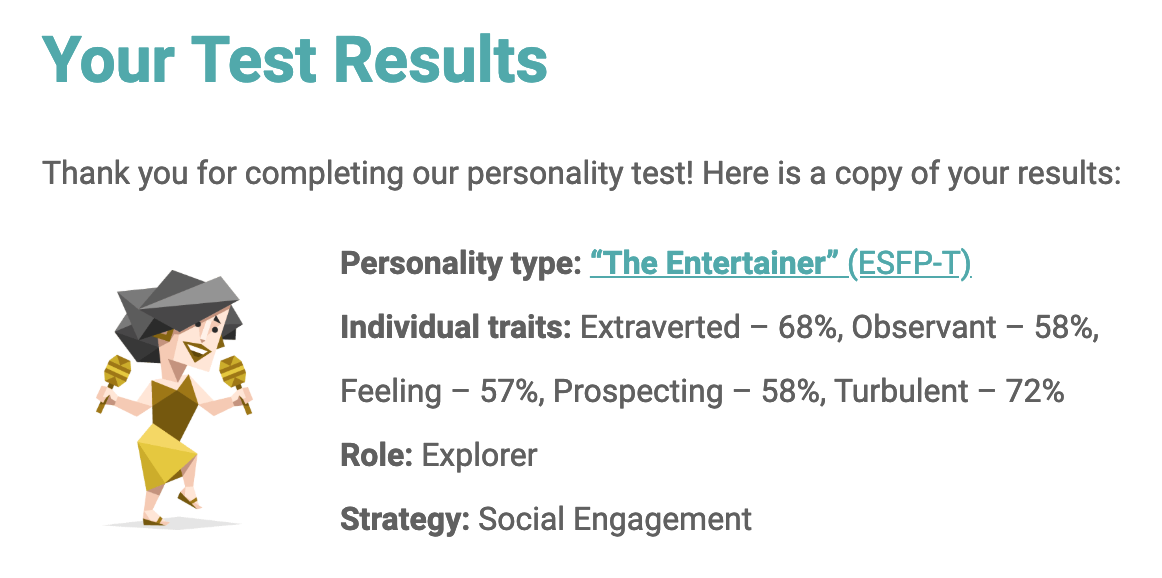 Your Test Results
Thank you for completing our personality test! Here is a copy of your results:
Personality type: “The Entertainer” (ESFP-T)
Individual traits: Extraverted – 68%, Observant – 58%,
Feeling – 57%, Prospecting – 58%, Turbulent – 72%
Role: Explorer
Strategy: Social Engagement